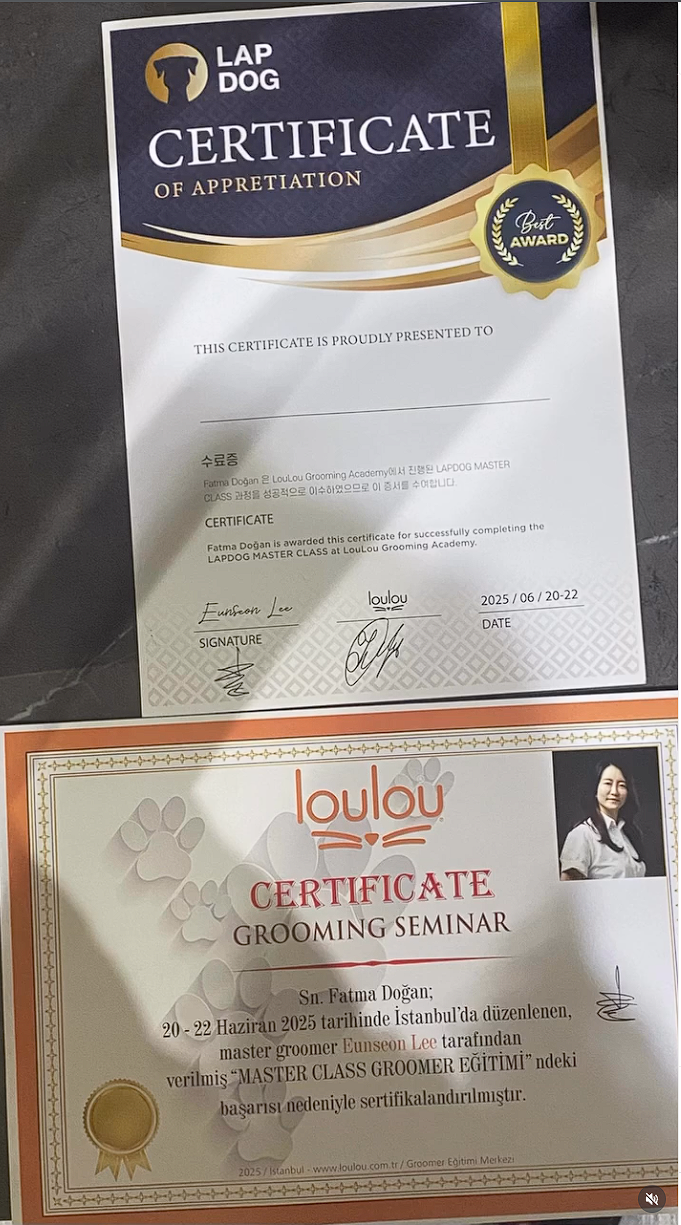 LAP
DOG
CERTIFICATE
OF APPRETIATION
Best
AWARD
THIS CERTIFICATE IS PROUDLY PRESENTED TO
수료증
Fatma Doğan 은 LouLou Grooming Academy에서 진행된 LAPDOG MASTER
CLASS 과정을 성공적으로 이수하였으므로 이 증서를 수여합니다.
CERTIFICATE
Fatma Doğan is awarded this certificate for successfully completing the
LAPDOG MASTER CLASS at LouLou Grooming Academy.
Eunseon Lee
loulou
2025 / 06 / 20-22
SIGNATURE
DATE
loulou
CERTIFICATE
GROOMING SEMINAR
Sn. Fatma Doğan;
20 - 22 Haziran 2025 tarihinde İstanbul’da düzenlenen,
master groomer Eunseon Lee tarafından
verilmiş “MASTER CLASS GROOMER EĞİTİMİ” ndeki
başarısı nedeniyle sertifikalandırılmıştır.
2025 / İstanbul - www.loulou.com.tr / Groomer Eğitimi Merkezi